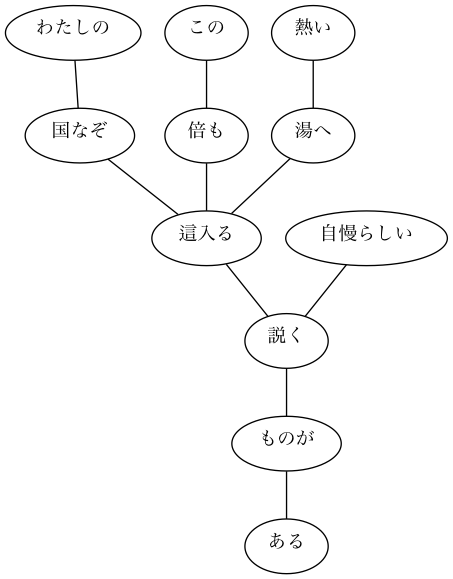 わたしの
この
熱い
国なぞ
倍も
湯へ
這入る
自慢らしい
説く
ものが
ある